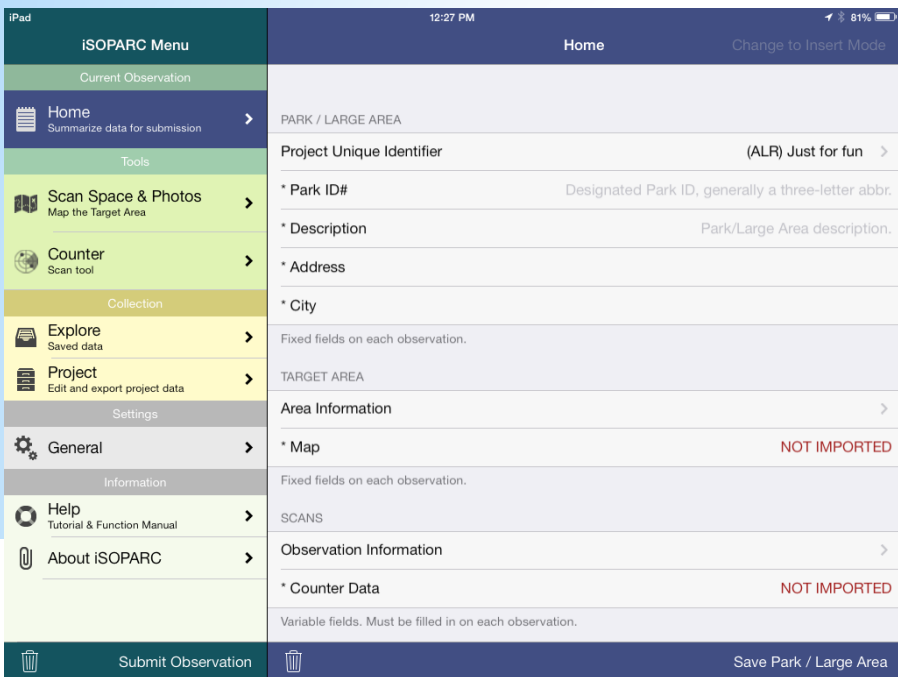 iPad
12:27 PM
81%
iSOPARC Menu
Home
Change to Insert Mode
Current Observation
Home
Summarize data for submission
Tools
Scan Space & Photos
Map the Target Area
Counter
Scan tool
Collection
Explore
Saved data
Project
Edit and export project data
Settings
General
Information
Help
Tutorial & Function Manual
About iSOPARC
Submit Observation
PARK / LARGE AREA
Project Unique Identifier (ALR) Just for fun
* Park ID# Designated Park ID, generally a three-letter abbr.
* Description Park/Large Area description.
* Address
* City
Fixed fields on each observation.
TARGET AREA
Area Information
* Map NOT IMPORTED
Fixed fields on each observation.
SCANS
Observation Information
* Counter Data NOT IMPORTED
Variable fields. Must be filled in on each observation.
Save Park / Large Area